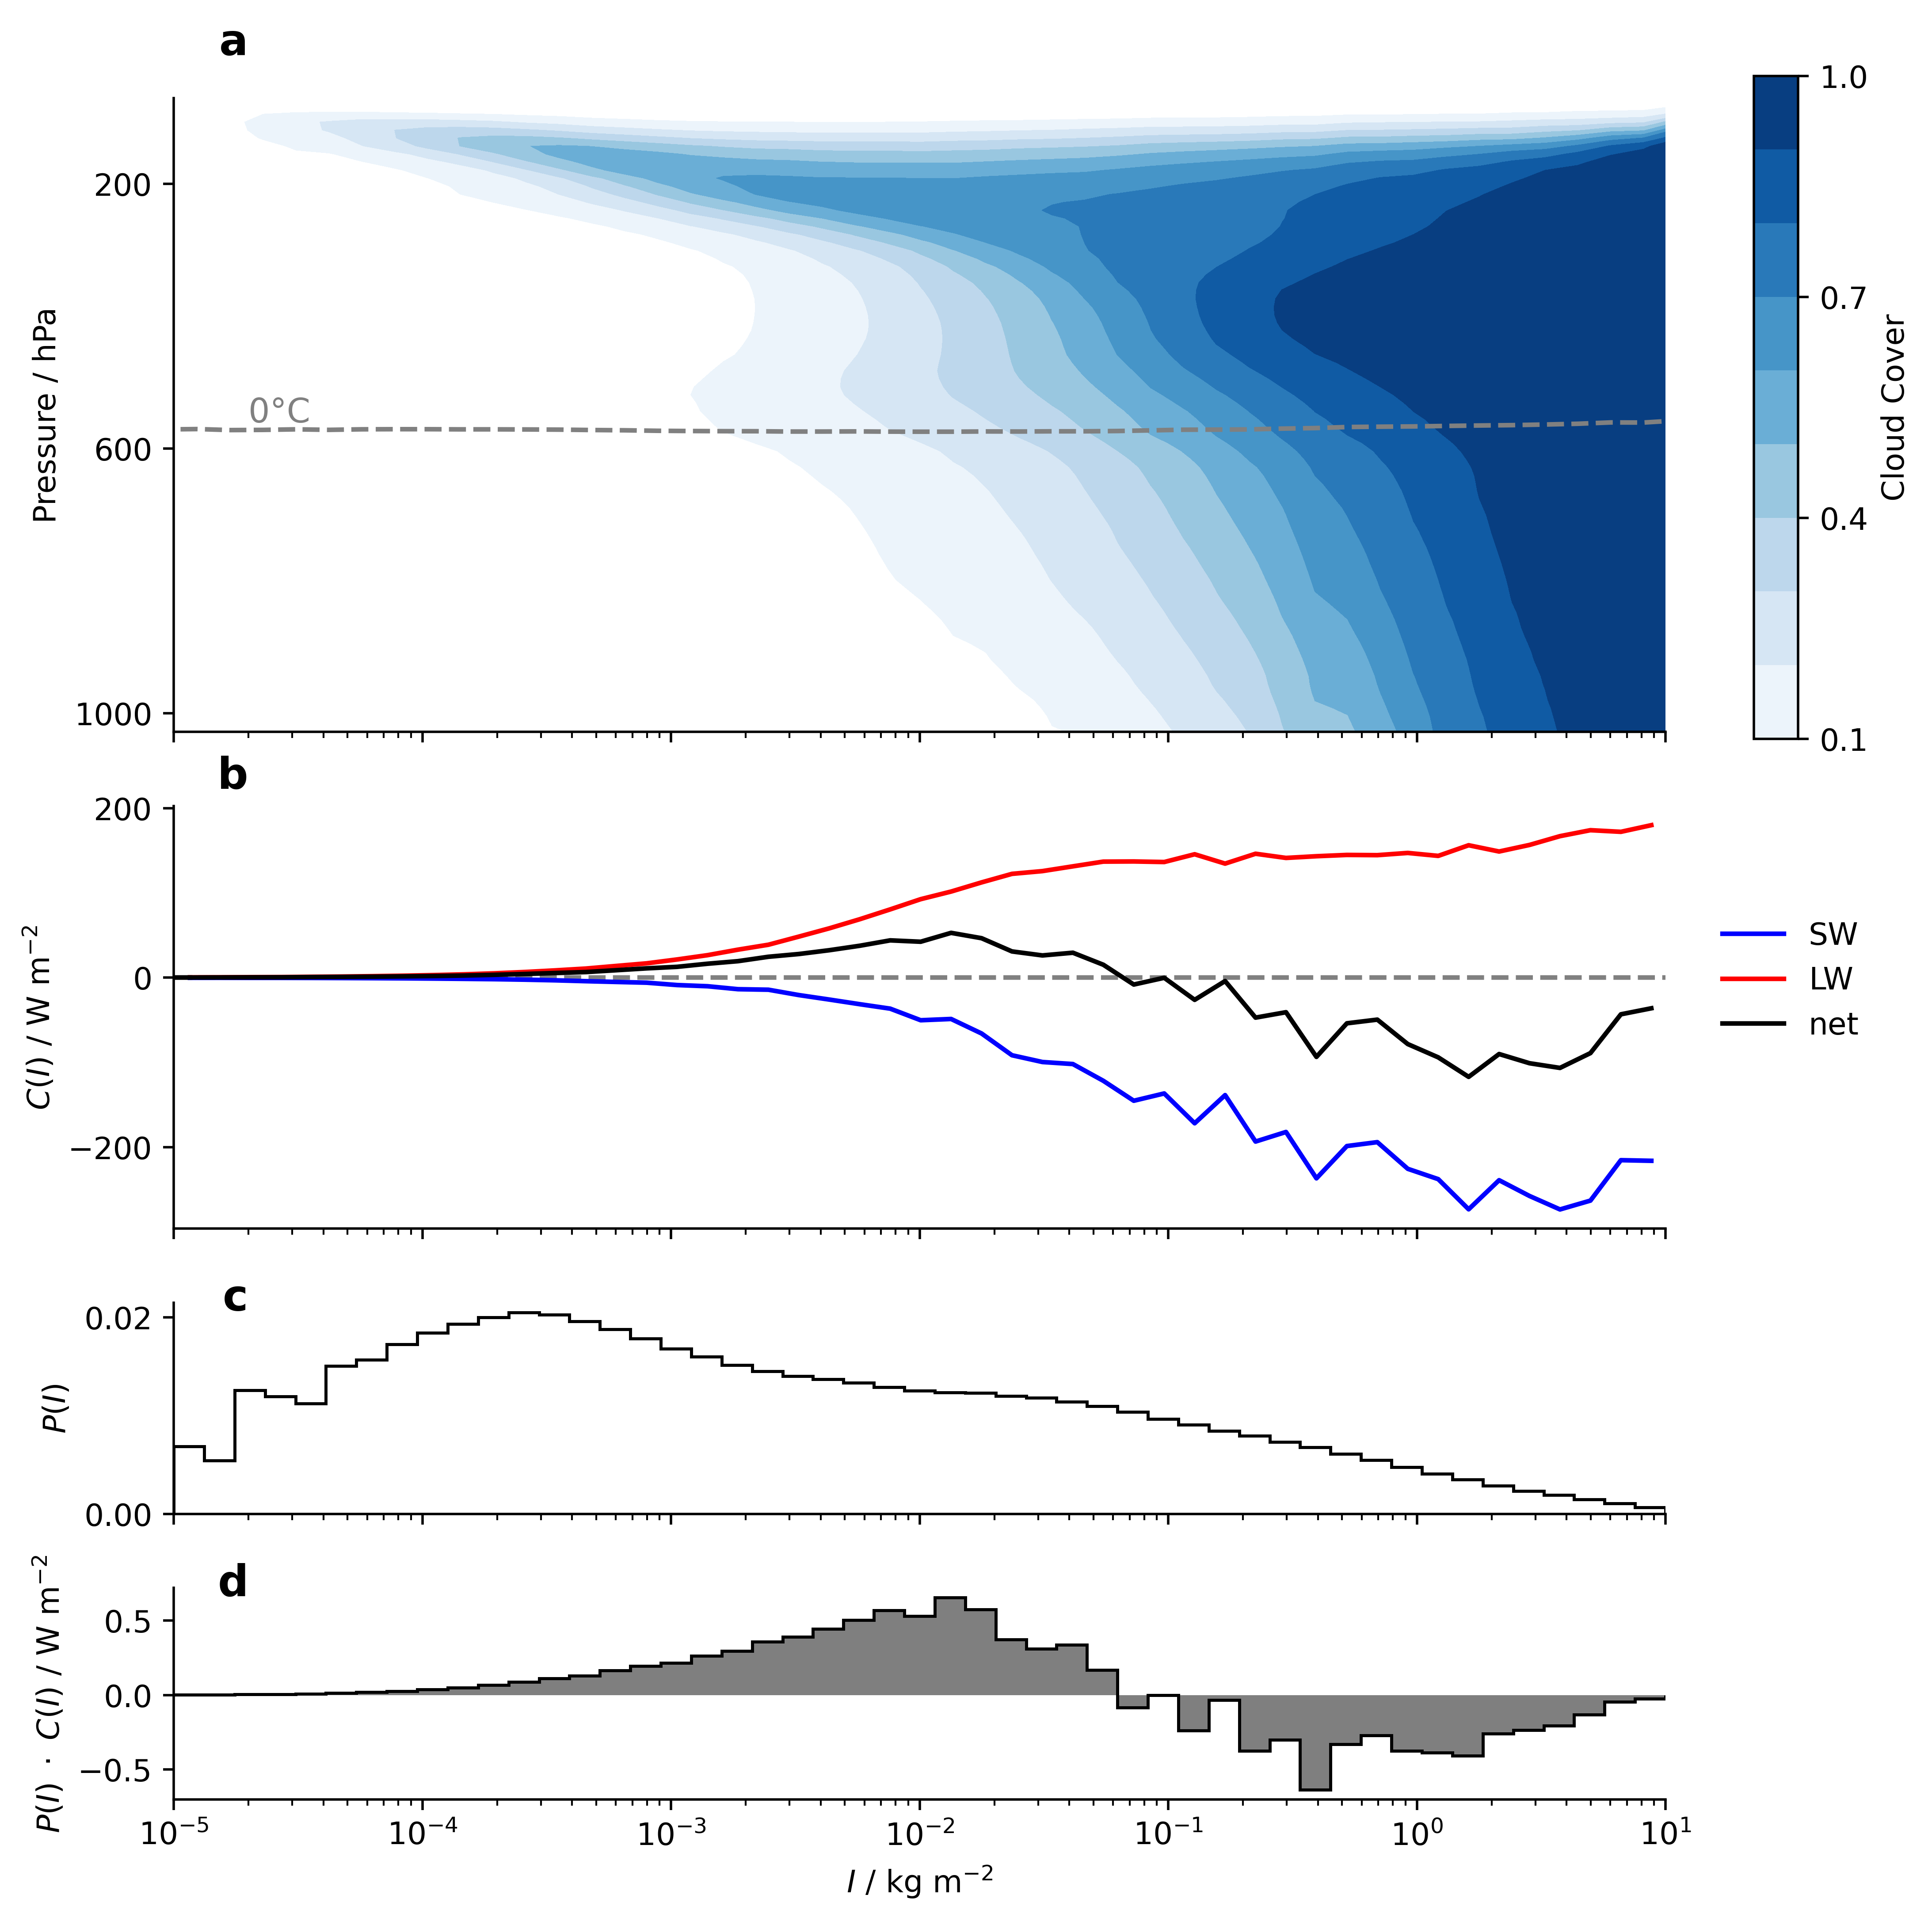 a
200
600
1000
Pressure / hPa
0°C
1.0
0.7
0.4
0.1
Cloud Cover
b
200
0
−200
C(I) / W m⁻²
SW
LW
net
c
0.02
0.00
P(I)
d
0.5
0.0
−0.5
P(I) · C(I) / W m⁻²
10⁻⁵ 10⁻⁴ 10⁻³ 10⁻² 10⁻¹ 10⁰ 10¹
I / kg m⁻²